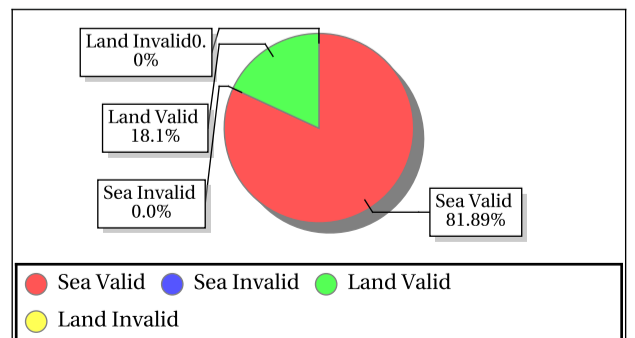 Land Invalid0.
0%
Land Valid
18.1%
Sea Invalid
0.0%
Sea Valid
81.89%
Sea Valid Sea Invalid Land Valid
Land Invalid